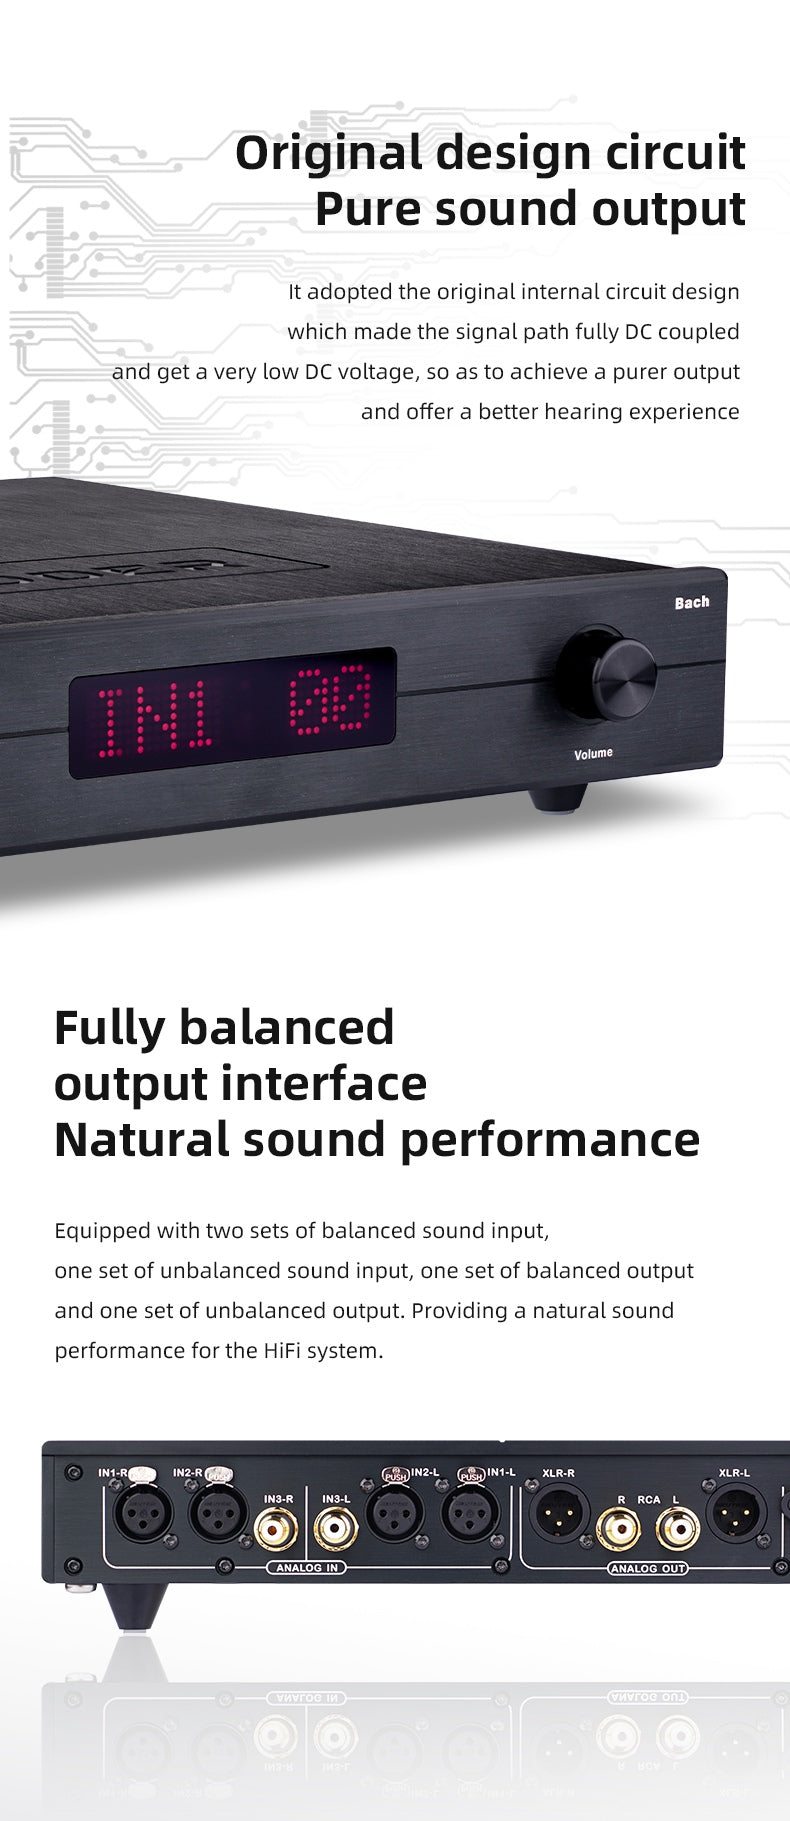 Original design circuit
Pure sound output
It adopted the original internal circuit design
which made the signal path fully DC coupled
and get a very low DC voltage, so as to achieve a purer output
and offer a better hearing experience
Bach
IN1 00
Volume
Fully balanced
output interface
Natural sound performance
Equipped with two sets of balanced sound input,
one set of unbalanced sound input, one set of balanced output
and one set of unbalanced output. Providing a natural sound
performance for the HiFi system.
IN1-R IN2-R PUSH IN2-L PUSH IN1-L XLR-R XLR-L
IN3-R IN3-L R RCA L
ANALOG IN ANALOG OUT